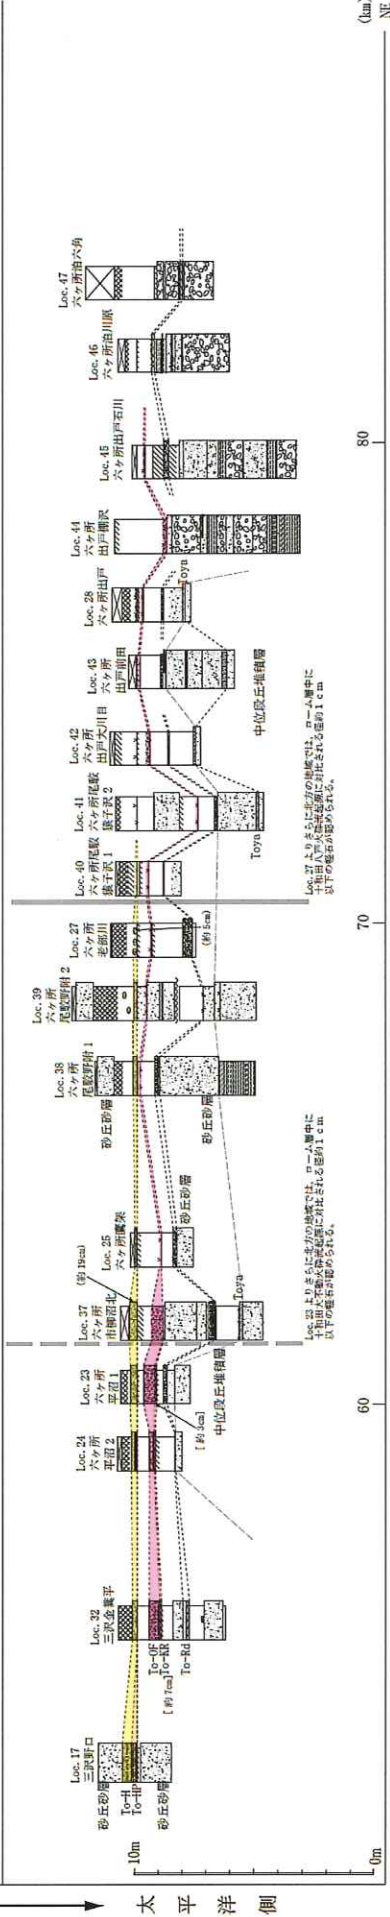 (km)
NE
80
70
60
10m
0m
太平洋側
Loc. 17
三沢野口
砂丘砂層
To-H
To-HP
砂丘砂層
Loc. 32
三沢金糞平
To-OF
To-KR
[約7cm]
To-Rd
Loc. 24
六ヶ所
平沼2
Loc. 23
六ヶ所
平沼1
[約3cm]
中位段丘堆積層
Loc. 37
六ヶ所
市柳沼北
(約19cm)
Toya
Loc. 25
六ヶ所鷹架
砂丘砂層
Loc. 23よりさらに北方の地域では、ローム層中に
十和田大不動火砕流起源に対比される径約1cm
以下の軽石が認められる。
Loc. 38
六ヶ所
尾駮野附1
砂丘砂層
砂丘砂層
Loc. 39
六ヶ所
尾駮野附2
Loc. 27
六ヶ所
老部川
(約5cm)
Loc. 40
六ヶ所尾駮
猿子沢1
Loc. 41
六ヶ所尾駮
猿子沢2
Toya
Loc. 27よりさらに北方の地域では、ローム層中に
十和田八戸火砕流起源に対比される径約1cm
以下の軽石が認められる。
Loc. 42
六ヶ所
出戸大川目
Loc. 43
六ヶ所
出戸前田
中位段丘堆積層
Loc. 28
六ヶ所出戸
Toya
Loc. 44
六ヶ所
出戸棚沢
Loc. 45
六ヶ所出戸石川
Loc. 46
六ヶ所泊川原
Loc. 47
六ヶ所泊六角